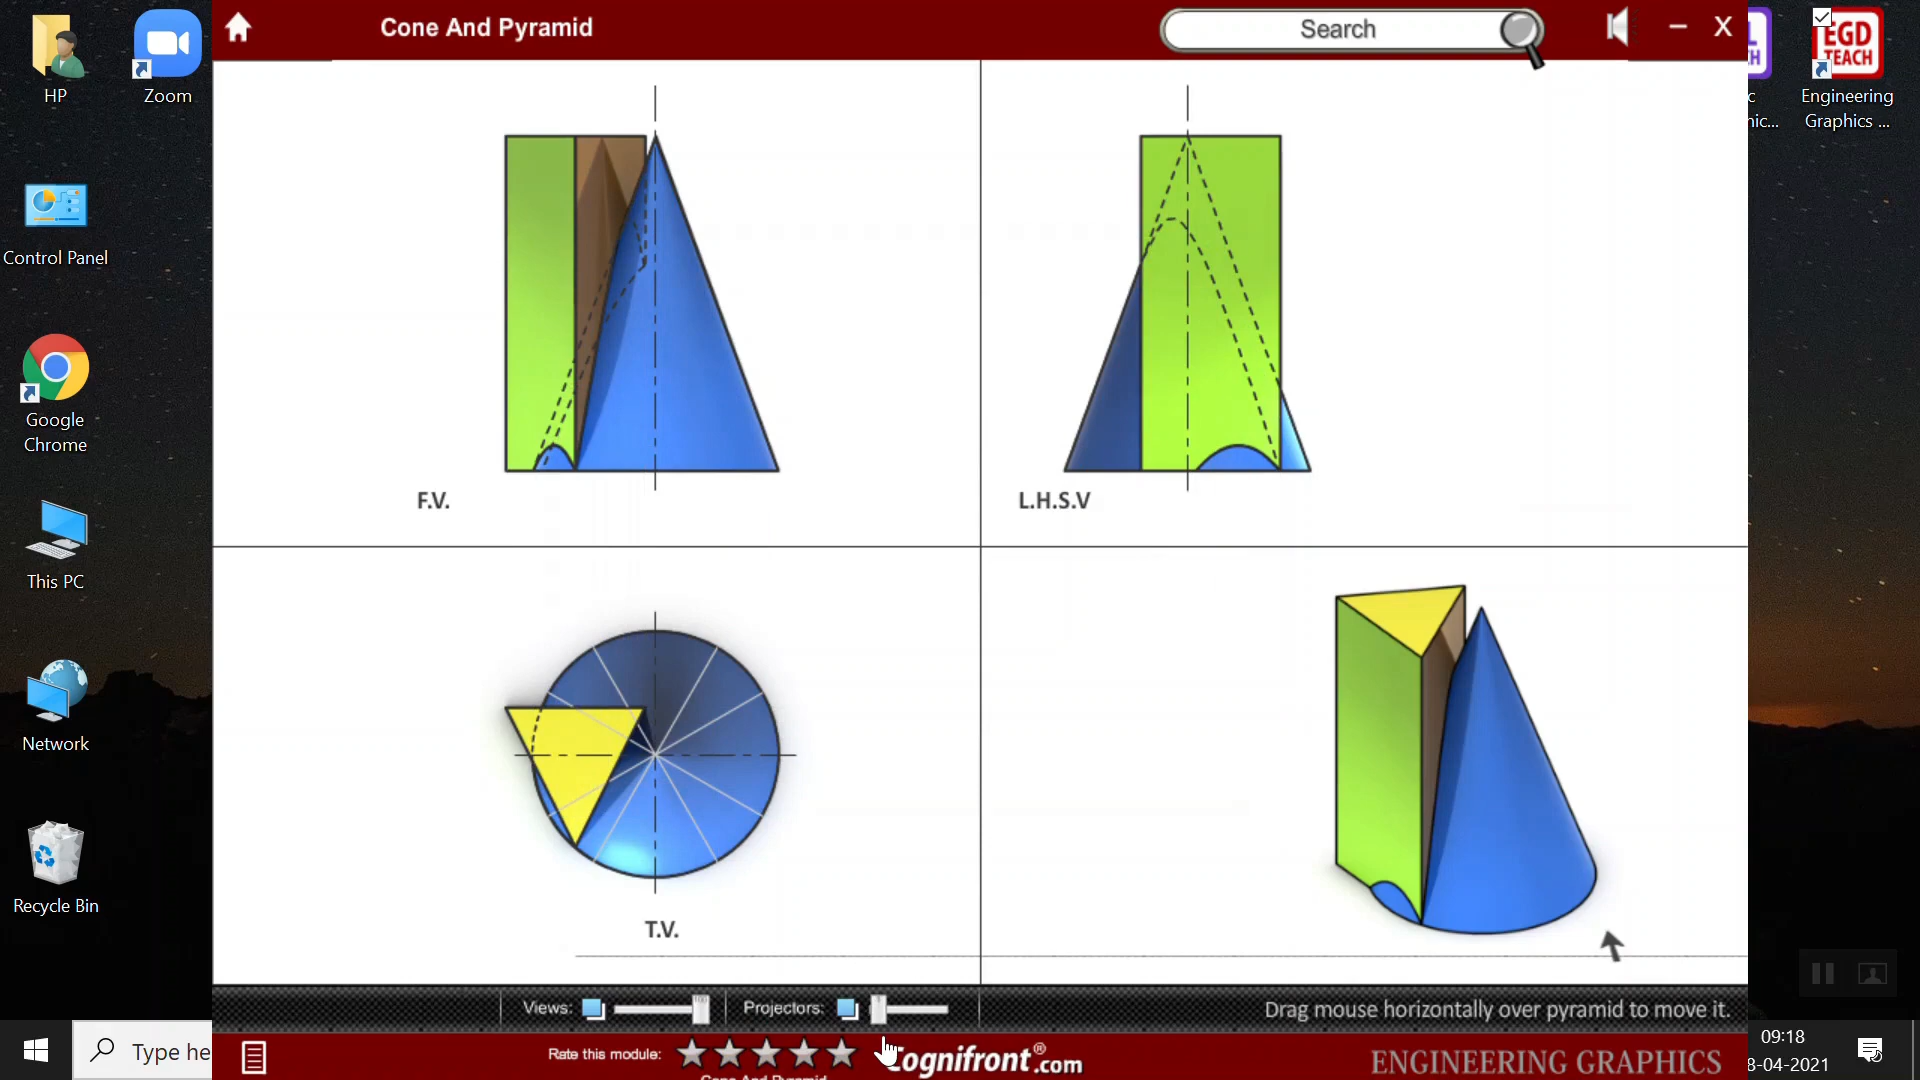 HP
Zoom
Control Panel
Google
Chrome
This PC
Network
Recycle Bin
Cone And Pyramid
Search
X
EGD
TEACH
Engineering
Graphics ...
F.V.
L.H.S.V
T.V.
Views:
Projectors:
Drag mouse horizontally over pyramid to move it.
Rate this module:
ognifront®.com
ENGINEERING GRAPHICS
Type he
09:18
8-04-2021